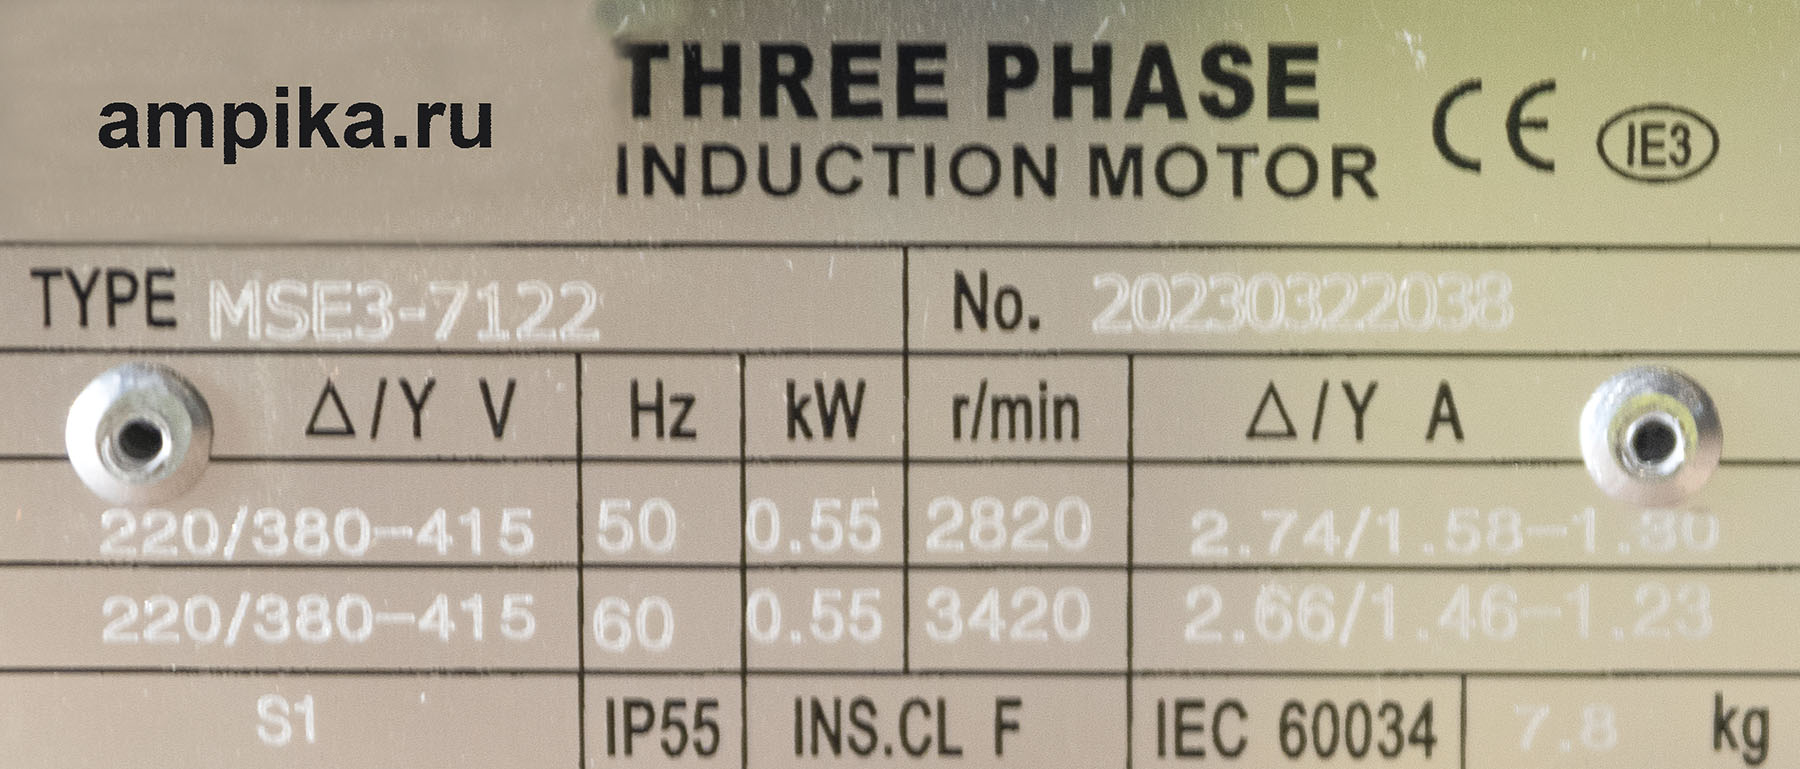 ampika.ru
THREE PHASE
INDUCTION MOTOR
CE IE3
TYPE MSE3-7122 No. 20230322038
Δ/Y V Hz kW r/min Δ/Y A
220/380-415 50 0.55 2820 2.74/1.58-1.30
220/380-415 60 0.55 3420 2.66/1.46-1.23
S1 IP55 INS.CL F IEC 60034 7.8 kg